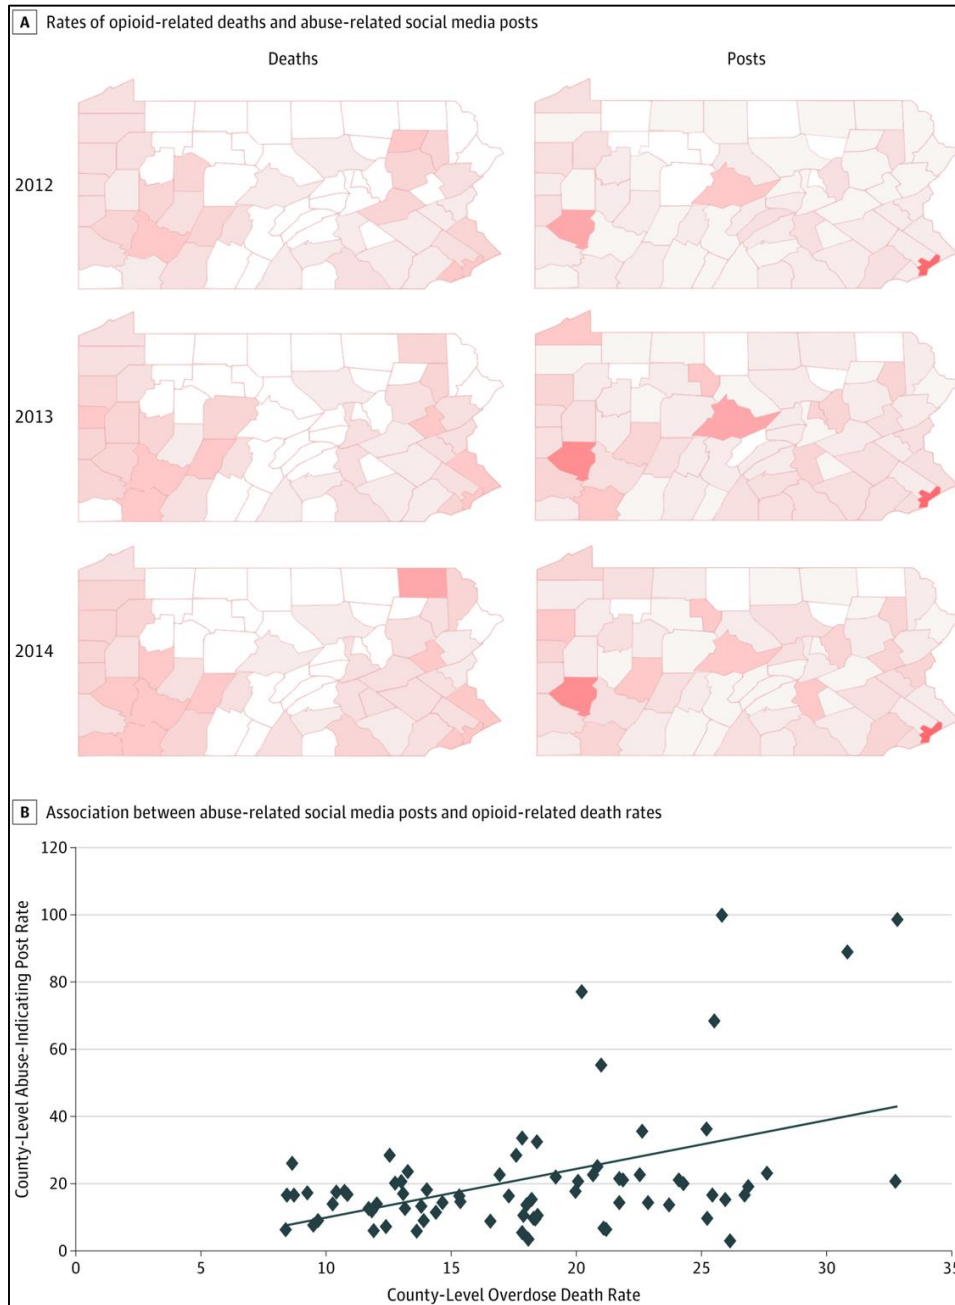 A Rates of opioid-related deaths and abuse-related social media posts
Deaths Posts
2012
2013
2014
B Association between abuse-related social media posts and opioid-related death rates
120
100
80
60
40
20
0
County-Level Abuse-Indicating Post Rate
0 5 10 15 20 25 30 35
County-Level Overdose Death Rate